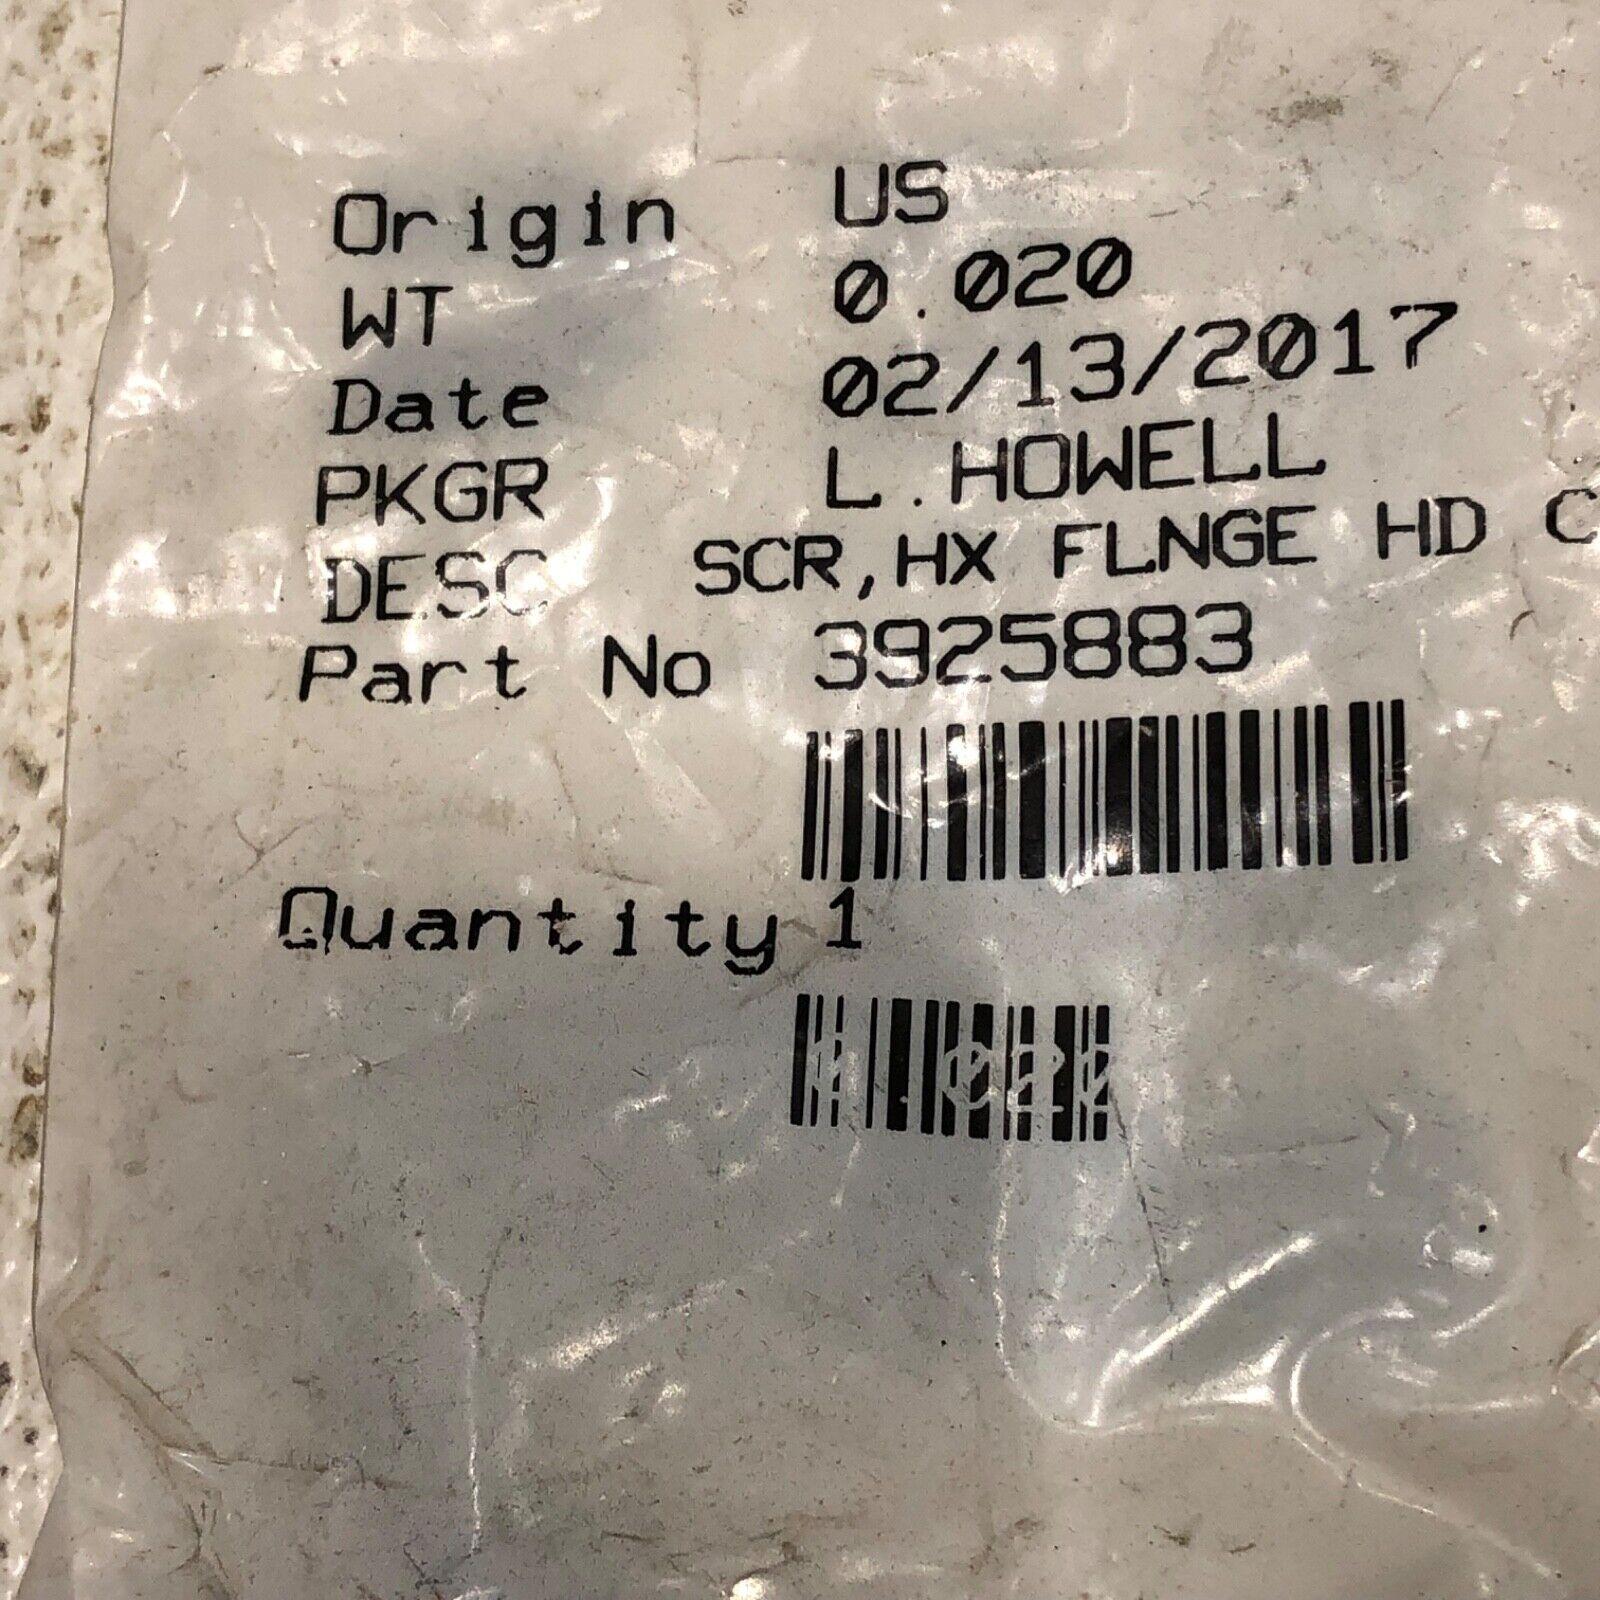 Origin US
WT 0.020
Date 02/13/2017
PKGR L.HOWELL
DESC SCR,HX FLNGE HD C
Part No 3925883
Quantity 1